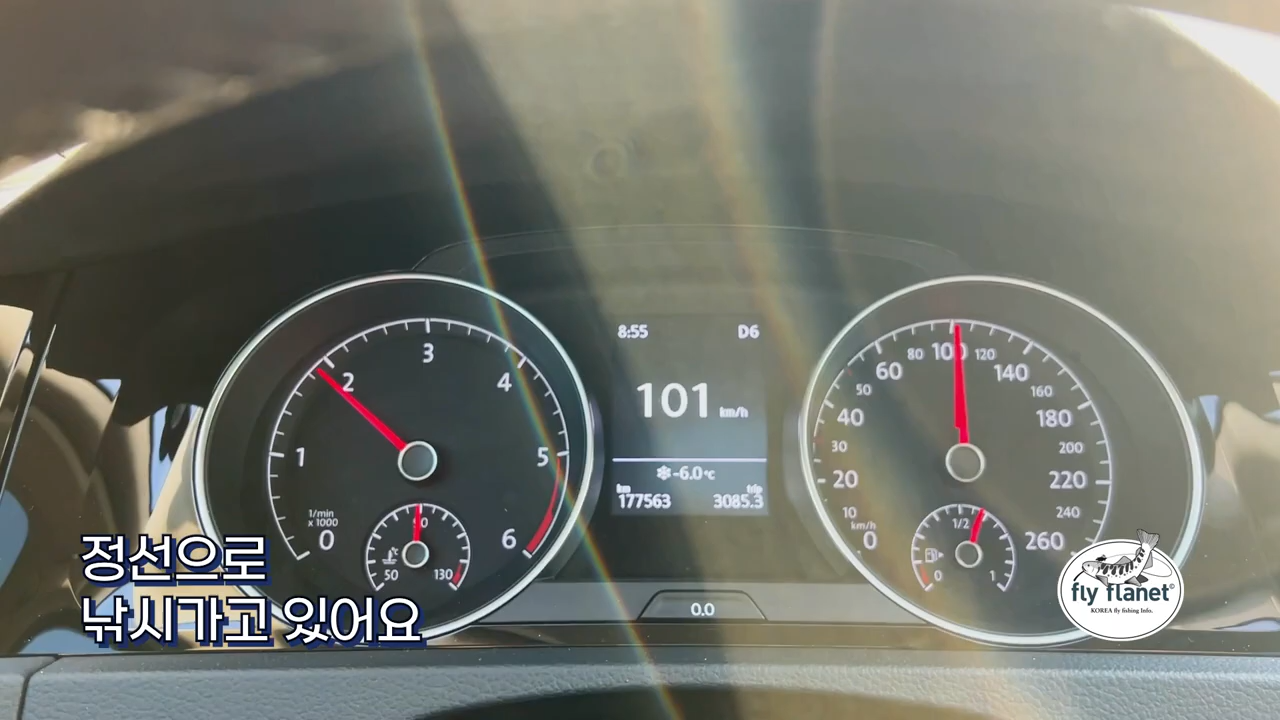 8:55 D6
101 km/h
-6.0°C
km trip
177563 3085.3
0.0
0 1 2 3 4 5 6
1/min
x 1000
50 130
0 10 20 30 40 50 60 80 100 120 140 160 180 200 220 240 260
km/h
0 1/2 1
정선으로
낚시가고 있어요
fly flanet©
KOREA fly fishing Info.